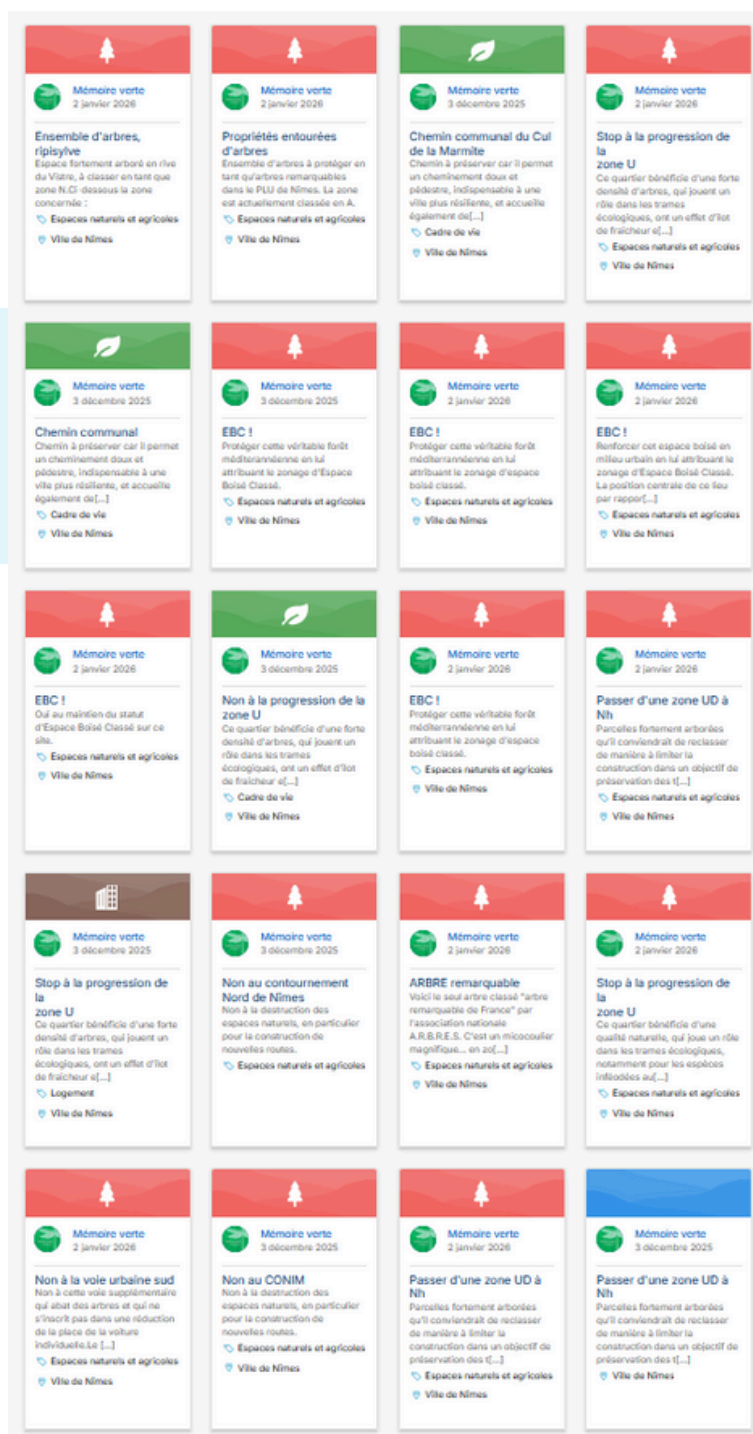 Mémoire verte
2 janvier 2026
Ensemble d'arbres,
ripisylve
Espace fortement arboré en rive
du Vistre, à classer en tant que
zone N.Ci-dessous la zone
concernée :
Espaces naturels et agricoles
Ville de Nîmes
Mémoire verte
2 janvier 2026
Propriétés entourées
d'arbres
Ensemble d'arbres à protéger en
tant qu'arbres remarquables
dans le PLU de Nîmes. La zone
est actuellement classée en A.
Espaces naturels et agricoles
Ville de Nîmes
Mémoire verte
3 décembre 2025
Chemin communal du Cul
de la Marmite
Chemin à préserver car il permet
un cheminement doux et
pédestre, indispensable à une
ville plus résiliente, et accueille
également de[...]
Cadre de vie
Ville de Nîmes
Mémoire verte
2 janvier 2026
Stop à la progression de
la
zone U
Ce quartier bénéficie d'une forte
densité d'arbres, qui jouent un
rôle dans les trames
écologiques, ont un effet d'îlot
de fraîcheur e[...]
Espaces naturels et agricoles
Ville de Nîmes
Mémoire verte
3 décembre 2025
Chemin communal
Chemin à préserver car il permet
un cheminement doux et
pédestre, indispensable à une
ville plus résiliente, et accueille
également de[...]
Cadre de vie
Ville de Nîmes
Mémoire verte
3 décembre 2025
EBC !
Protéger cette véritable forêt
méditerrannéenne en lui
attribuant le zonage d'Espace
Boisé Classé.
Espaces naturels et agricoles
Ville de Nîmes
Mémoire verte
2 janvier 2026
EBC !
Protéger cette véritable forêt
méditerrannéenne en lui
attribuant le zonage d'espace
boisé classé.
Espaces naturels et agricoles
Ville de Nîmes
Mémoire verte
2 janvier 2026
EBC !
Renforcer cet espace boisé en
milieu urbain en lui attribuant le
zonage d'Espace Boisé Classé.
La position centrale de ce lieu
par rappor[...]
Espaces naturels et agricoles
Ville de Nîmes
Mémoire verte
2 janvier 2026
EBC !
Oui au maintien du statut
d'Espace Boisé Classé sur ce
site.
Espaces naturels et agricoles
Ville de Nîmes
Mémoire verte
3 décembre 2025
Non à la progression de la
zone U
Ce quartier bénéficie d'une forte
densité d'arbres, qui jouent un
rôle dans les trames
écologiques, ont un effet d'îlot
de fraîcheur e[...]
Cadre de vie
Ville de Nîmes
Mémoire verte
2 janvier 2026
EBC !
Protéger cette véritable forêt
méditerrannéenne en lui
attribuant le zonage d'espace
boisé classé.
Espaces naturels et agricoles
Ville de Nîmes
Mémoire verte
2 janvier 2026
Passer d'une zone UD à
Nh
Parcelles fortement arborées
qu'il conviendrait de reclasser
de manière à limiter la
construction dans un objectif de
préservation des t[...]
Espaces naturels et agricoles
Ville de Nîmes
Mémoire verte
3 décembre 2025
Stop à la progression de
la
zone U
Ce quartier bénéficie d'une forte
densité d'arbres, qui jouent un
rôle dans les trames
écologiques, ont un effet d'îlot
de fraîcheur e[...]
Logement
Ville de Nîmes
Mémoire verte
3 décembre 2025
Non au contournement
Nord de Nîmes
Non à la destruction des
espaces naturels, en particulier
pour la construction de
nouvelles routes.
Espaces naturels et agricoles
Mémoire verte
2 janvier 2026
ARBRE remarquable
Voici le seul arbre classé "arbre
remarquable de France" par
l'association nationale
A.R.B.R.E.S. C'est un micocoulier
magnifique... en zo[...]
Espaces naturels et agricoles
Ville de Nîmes
Mémoire verte
2 janvier 2026
Stop à la progression de
la
zone U
Ce quartier bénéficie d'une
qualité naturelle, qui joue un rôle
dans les trames écologiques,
notamment pour les espèces
inféodées au[...]
Espaces naturels et agricoles
Ville de Nîmes
Mémoire verte
2 janvier 2026
Non à la voie urbaine sud
Non à cette voie supplémentaire
qui abat des arbres et qui ne
s'inscrit pas dans une réduction
de la place de la voiture
individuelle.Le [...]
Espaces naturels et agricoles
Ville de Nîmes
Mémoire verte
3 décembre 2025
Non au CONIM
Non à la destruction des
espaces naturels, en particulier
pour la construction de
nouvelles routes.
Espaces naturels et agricoles
Ville de Nîmes
Mémoire verte
2 janvier 2026
Passer d'une zone UD à
Nh
Parcelles fortement arborées
qu'il conviendrait de reclasser
de manière à limiter la
construction dans un objectif de
préservation des t[...]
Espaces naturels et agricoles
Ville de Nîmes
Mémoire verte
3 décembre 2025
Passer d'une zone UD à
Nh
Parcelles fortement arborées
qu'il conviendrait de reclasser
de manière à limiter la
construction dans un objectif de
préservation des t[...]
Ville de Nîmes